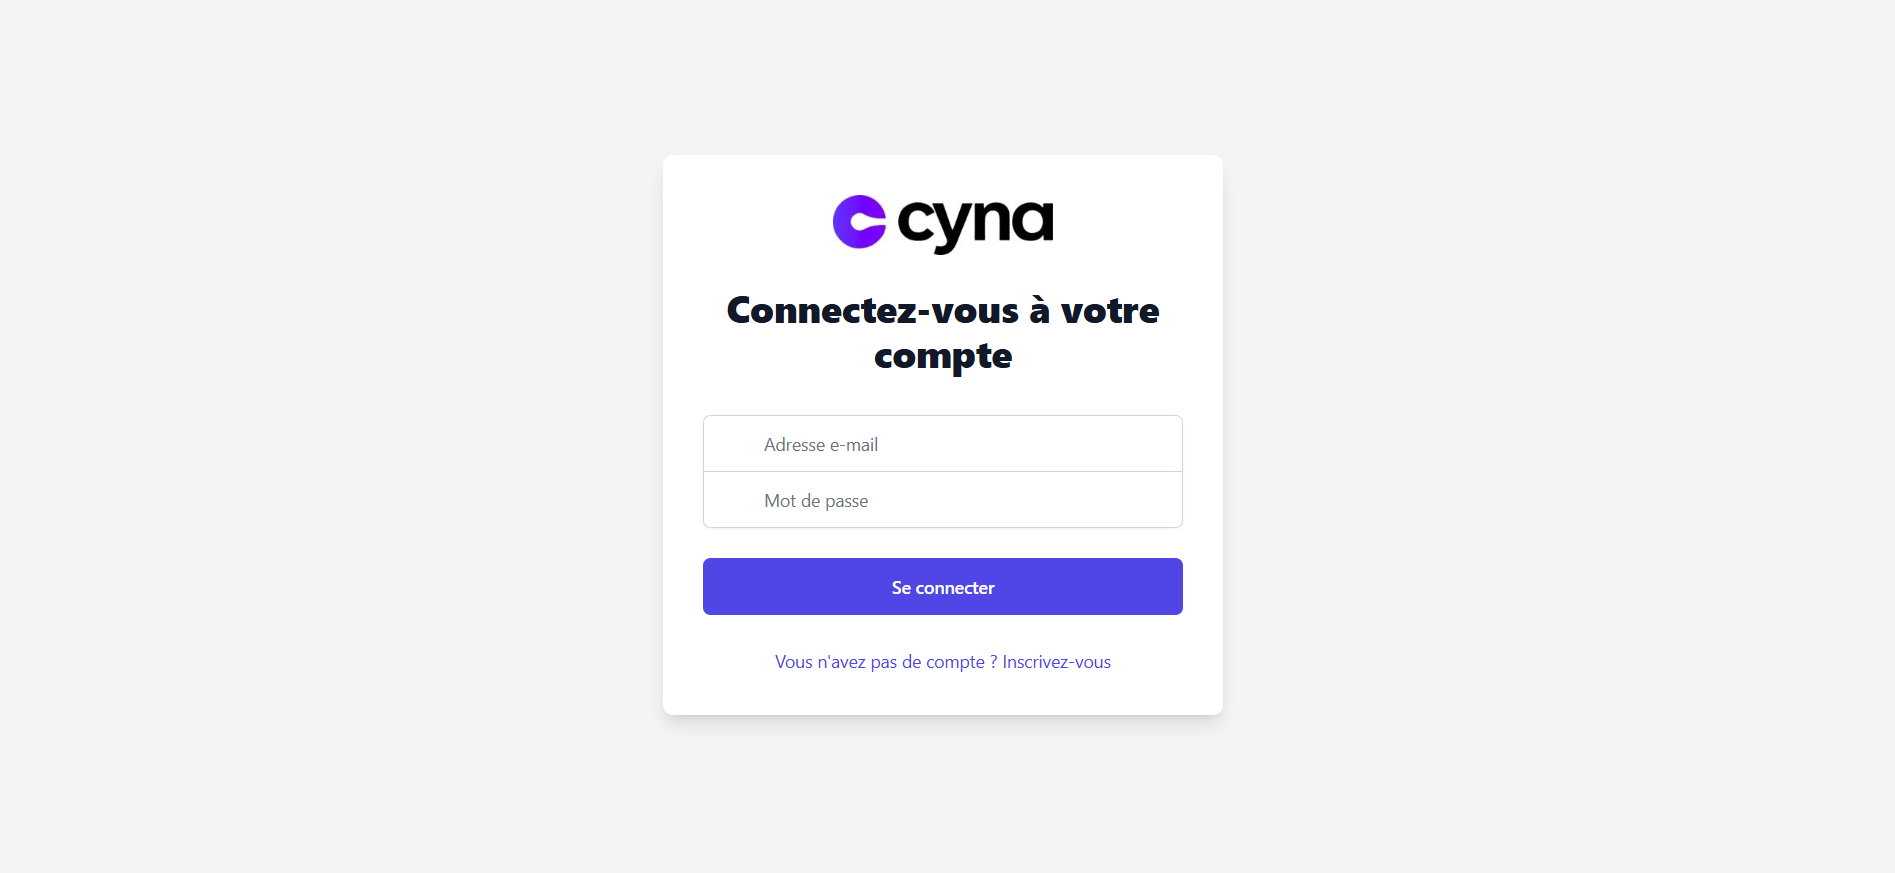 cyna
Connectez-vous à votre
compte
Adresse e-mail
Mot de passe
Se connecter
Vous n'avez pas de compte ? Inscrivez-vous